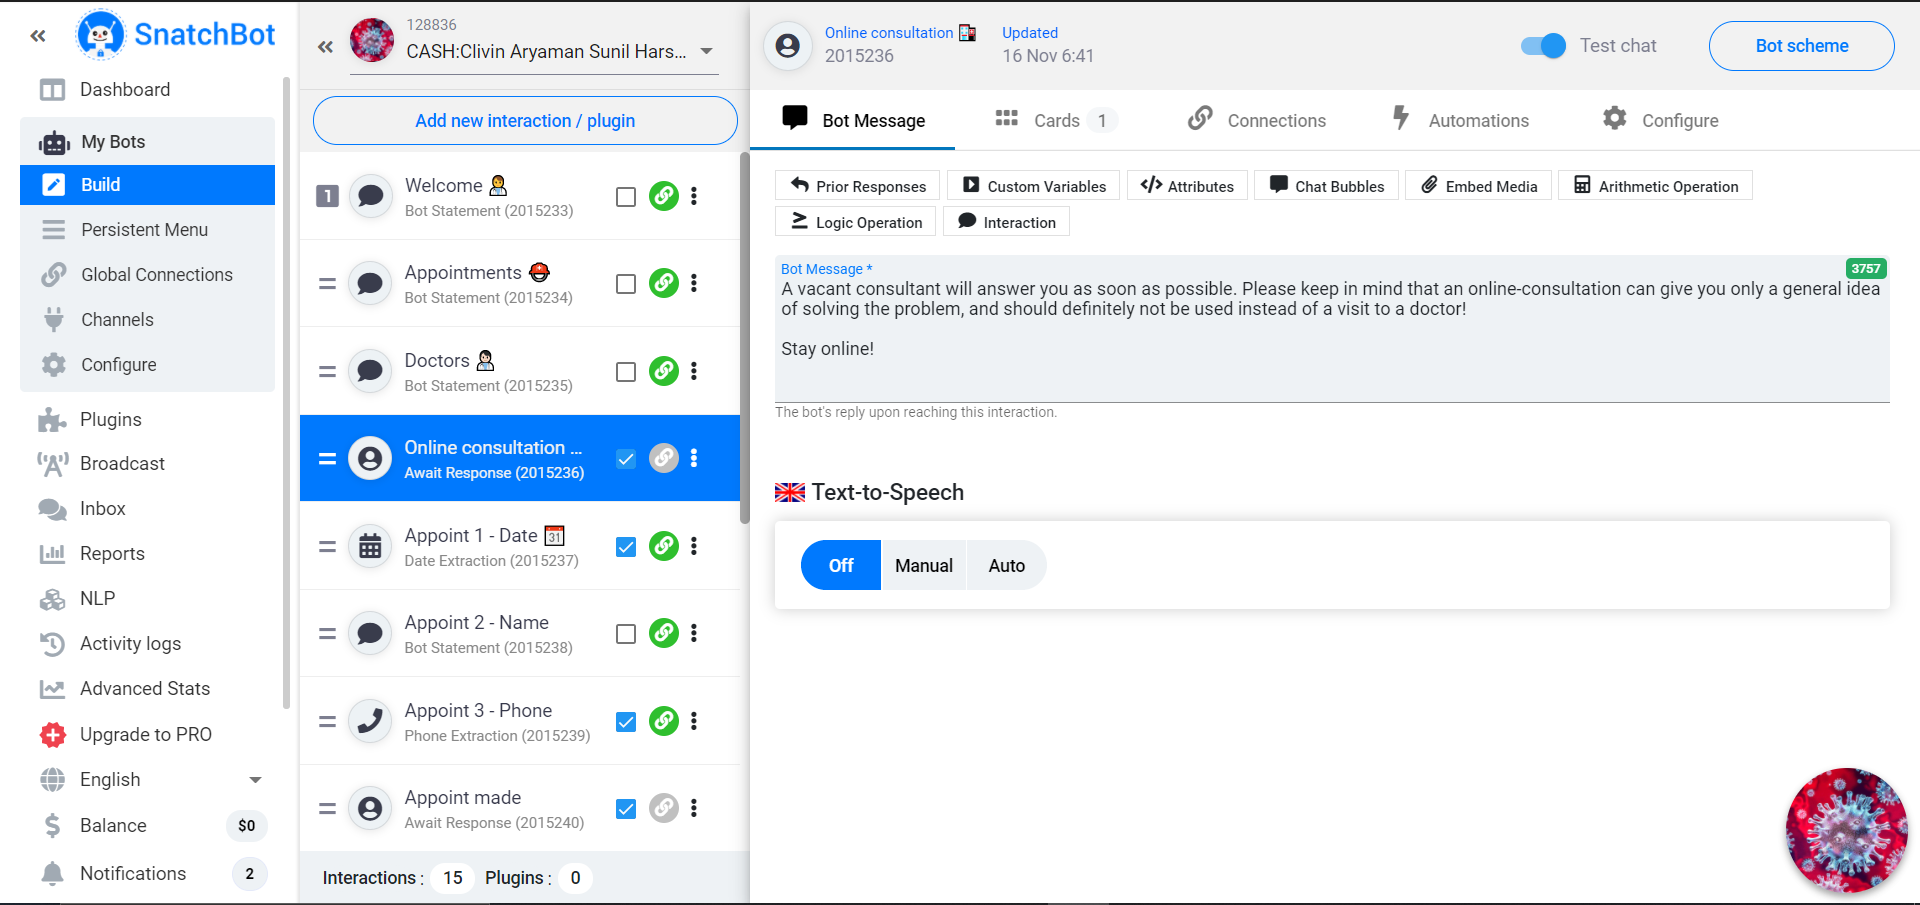 SnatchBot
Dashboard
My Bots
Build
Persistent Menu
Global Connections
Channels
Configure
Plugins
Broadcast
Inbox
Reports
NLP
Activity logs
Advanced Stats
Upgrade to PRO
English
Balance $0
Notifications 2
128836
CASH:Clivin Aryaman Sunil Hars...
Add new interaction / plugin
1
Welcome
Bot Statement (2015233)
Appointments
Bot Statement (2015234)
Doctors
Bot Statement (2015235)
Online consultation ...
Await Response (2015236)
Appoint 1 - Date 31
Date Extraction (2015237)
Appoint 2 - Name
Bot Statement (2015238)
Appoint 3 - Phone
Phone Extraction (2015239)
Appoint made
Await Response (2015240)
Interactions : 15 Plugins : 0
Online consultation
2015236
Updated
16 Nov 6:41
Test chat
Bot scheme
Bot Message
Cards 1
Connections
Automations
Configure
Prior Responses
Custom Variables
Attributes
Chat Bubbles
Embed Media
Arithmetic Operation
Logic Operation
Interaction
Bot Message *
3757
A vacant consultant will answer you as soon as possible. Please keep in mind that an online-consultation can give you only a general idea
of solving the problem, and should definitely not be used instead of a visit to a doctor!
Stay online!
The bot's reply upon reaching this interaction.
Text-to-Speech
Off
Manual
Auto